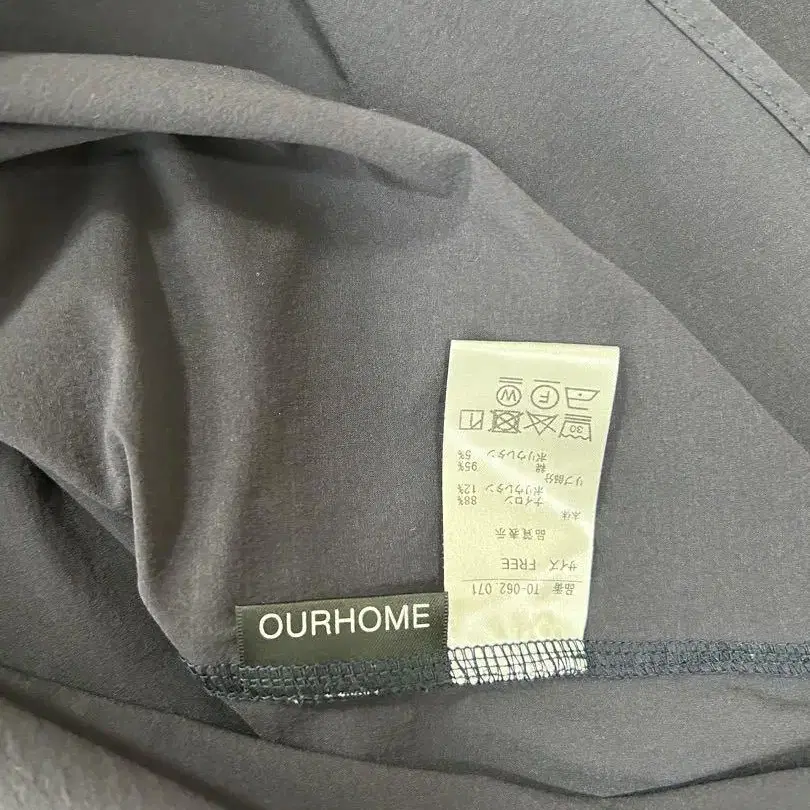 OURHOME
品番 TO-062.071
サイズ FREE
品質表示
本体
ナイロン 88%
ポリウレタン 12%
リブ部分
綿 95%
ポリウレタン 5%
30
F
W